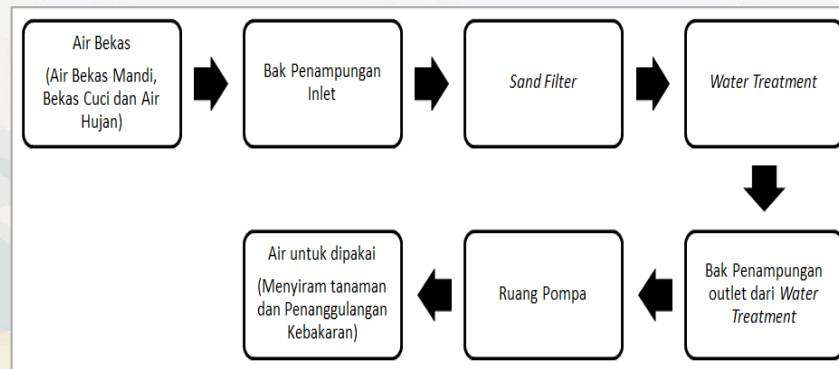 Air Bekas
(Air Bekas Mandi,
Bekas Cuci dan Air
Hujan)
Bak Penampungan
Inlet
Sand Filter
Water Treatment
Bak Penampungan
outlet dari Water
Treatment
Ruang Pompa
Air untuk dipakai
(Menyiram tanaman
dan Penanggulangan
Kebakaran)